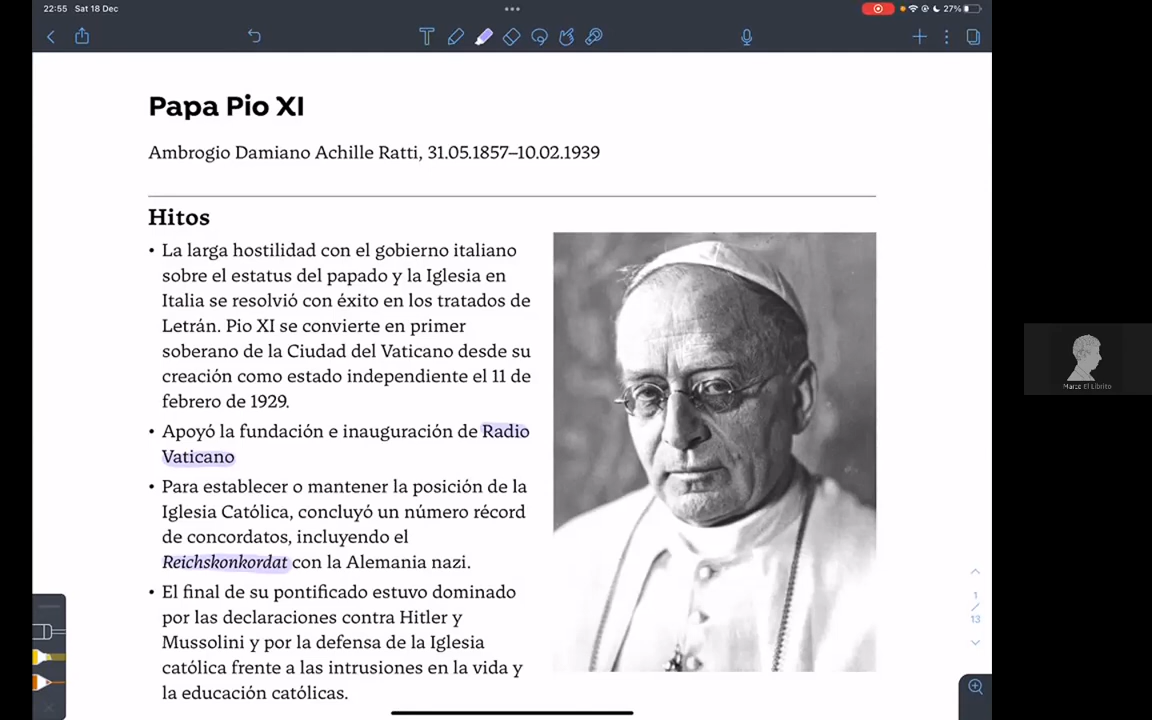 22:55 Sat 18 Dec
27%
Papa Pio XI
Ambrogio Damiano Achille Ratti, 31.05.1857–10.02.1939
Hitos
• La larga hostilidad con el gobierno italiano
sobre el estatus del papado y la Iglesia en
Italia se resolvió con éxito en los tratados de
Letrán. Pio XI se convierte en primer
soberano de la Ciudad del Vaticano desde su
creación como estado independiente el 11 de
febrero de 1929.
• Apoyó la fundación e inauguración de Radio
Vaticano
• Para establecer o mantener la posición de la
Iglesia Católica, concluyó un número récord
de concordatos, incluyendo el
Reichskonkordat con la Alemania nazi.
• El final de su pontificado estuvo dominado
por las declaraciones contra Hitler y
Mussolini y por la defensa de la Iglesia
católica frente a las intrusiones en la vida y
la educación católicas.
1
/
13
Marco El Librito